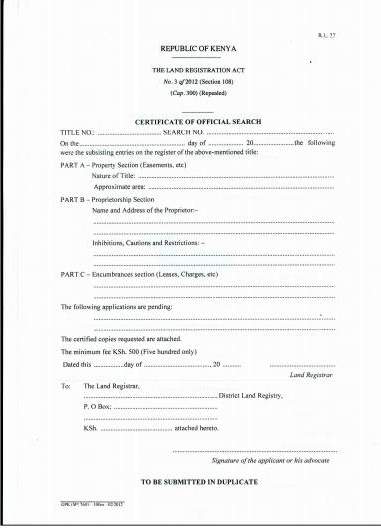 R.L. 27
REPUBLIC OF KENYA
THE LAND REGISTRATION ACT
No. 3 of 2012 (Section 108)
(Cap. 300) (Repealed)
CERTIFICATE OF OFFICIAL SEARCH
TITLE NO.: .............................. SEARCH NO. ..............................
On the.............................. day of .................... 20....................the following
were the subsisting entries on the register of the above-mentioned title:
PART A – Property Section (Easements, etc)
Nature of Title: ..............................
Approximate area: ..............................
PART B – Proprietorship Section
Name and Address of the Proprietor:–
Inhibitions, Cautions and Restrictions: –
PART C – Encumbrances section (Leases, Charges, etc)
The following applications are pending:
The certified copies requested are attached.
The minimum fee KSh. 500 (Five hundred only)
Dated this ...............day of .............................., 20 ..........
Land Registrar
To: The Land Registrar,
..............................District Land Registry,
P. O Box: ..............................
KSh. .............................. attached hereto.
Signature of the applicant or his advocate
TO BE SUBMITTED IN DUPLICATE